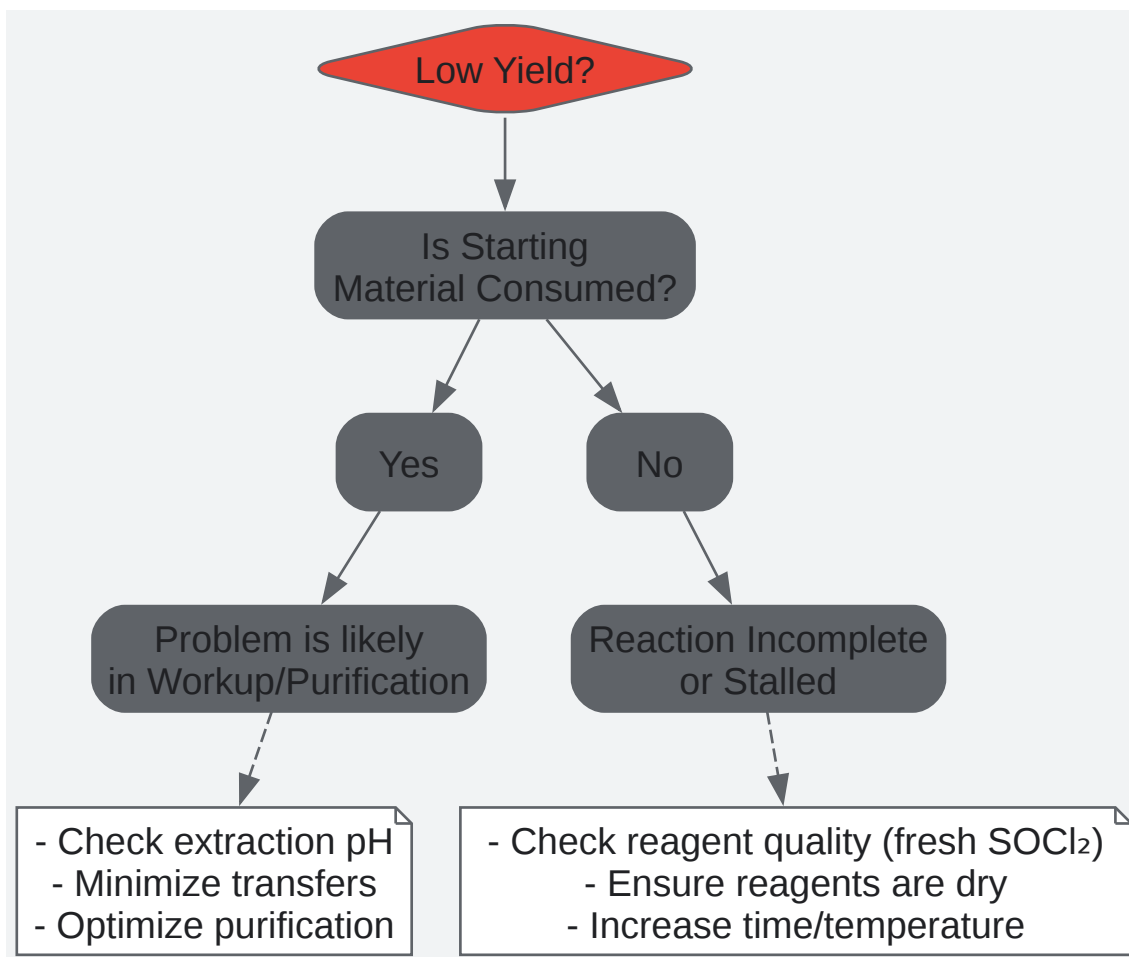 Low Yield?
Is Starting
Material Consumed?
Yes
No
Problem is likely
in Workup/Purification
Reaction Incomplete
or Stalled
- Check extraction pH
- Minimize transfers
- Optimize purification
- Check reagent quality (fresh SOCl₂)
- Ensure reagents are dry
- Increase time/temperature